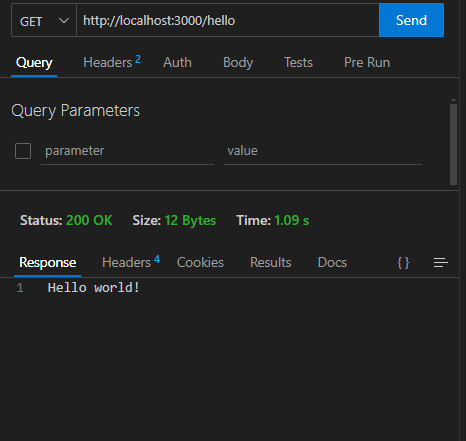 GET http://localhost:3000/hello Send
Query Headers 2 Auth Body Tests Pre Run
Query Parameters
parameter value
Status: 200 OK Size: 12 Bytes Time: 1.09 s
Response Headers 4 Cookies Results Docs { }
1 Hello world!